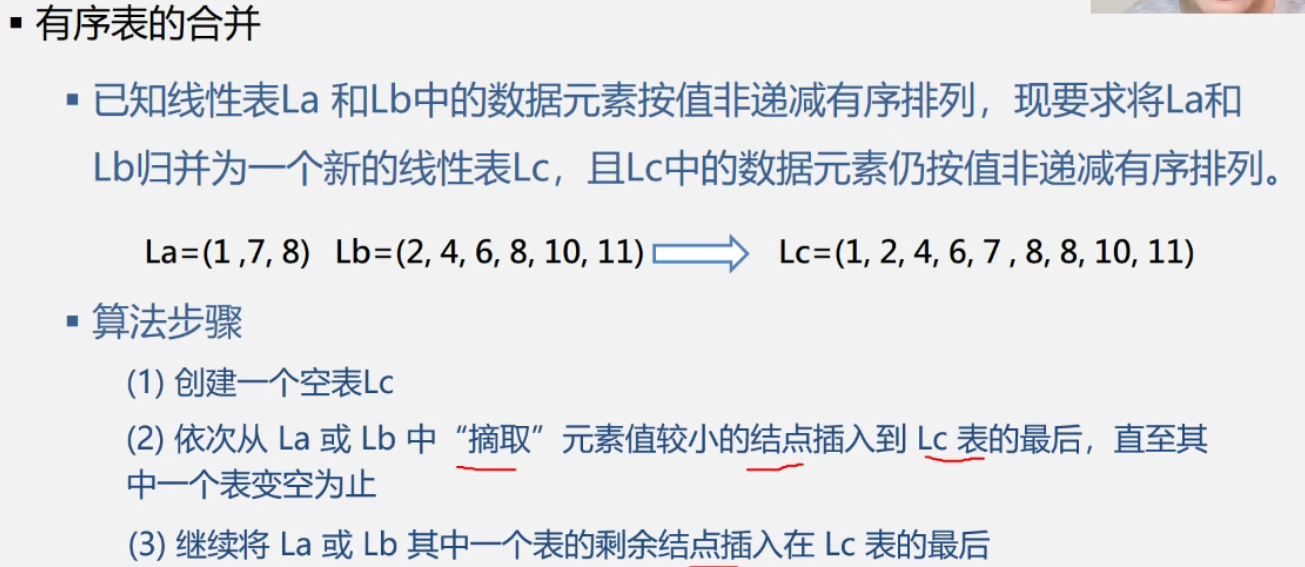 ▪ 有序表的合并
▪ 已知线性表La 和Lb中的数据元素按值非递减有序排列，现要求将La和
Lb归并为一个新的线性表Lc，且Lc中的数据元素仍按值非递减有序排列。
La=(1 ,7, 8) Lb=(2, 4, 6, 8, 10, 11) Lc=(1, 2, 4, 6, 7 , 8, 8, 10, 11)
▪ 算法步骤
(1) 创建一个空表Lc
(2) 依次从 La 或 Lb 中“摘取”元素值较小的结点插入到 Lc 表的最后，直至其
中一个表变空为止
(3) 继续将 La 或 Lb 其中一个表的剩余结点插入在 Lc 表的最后